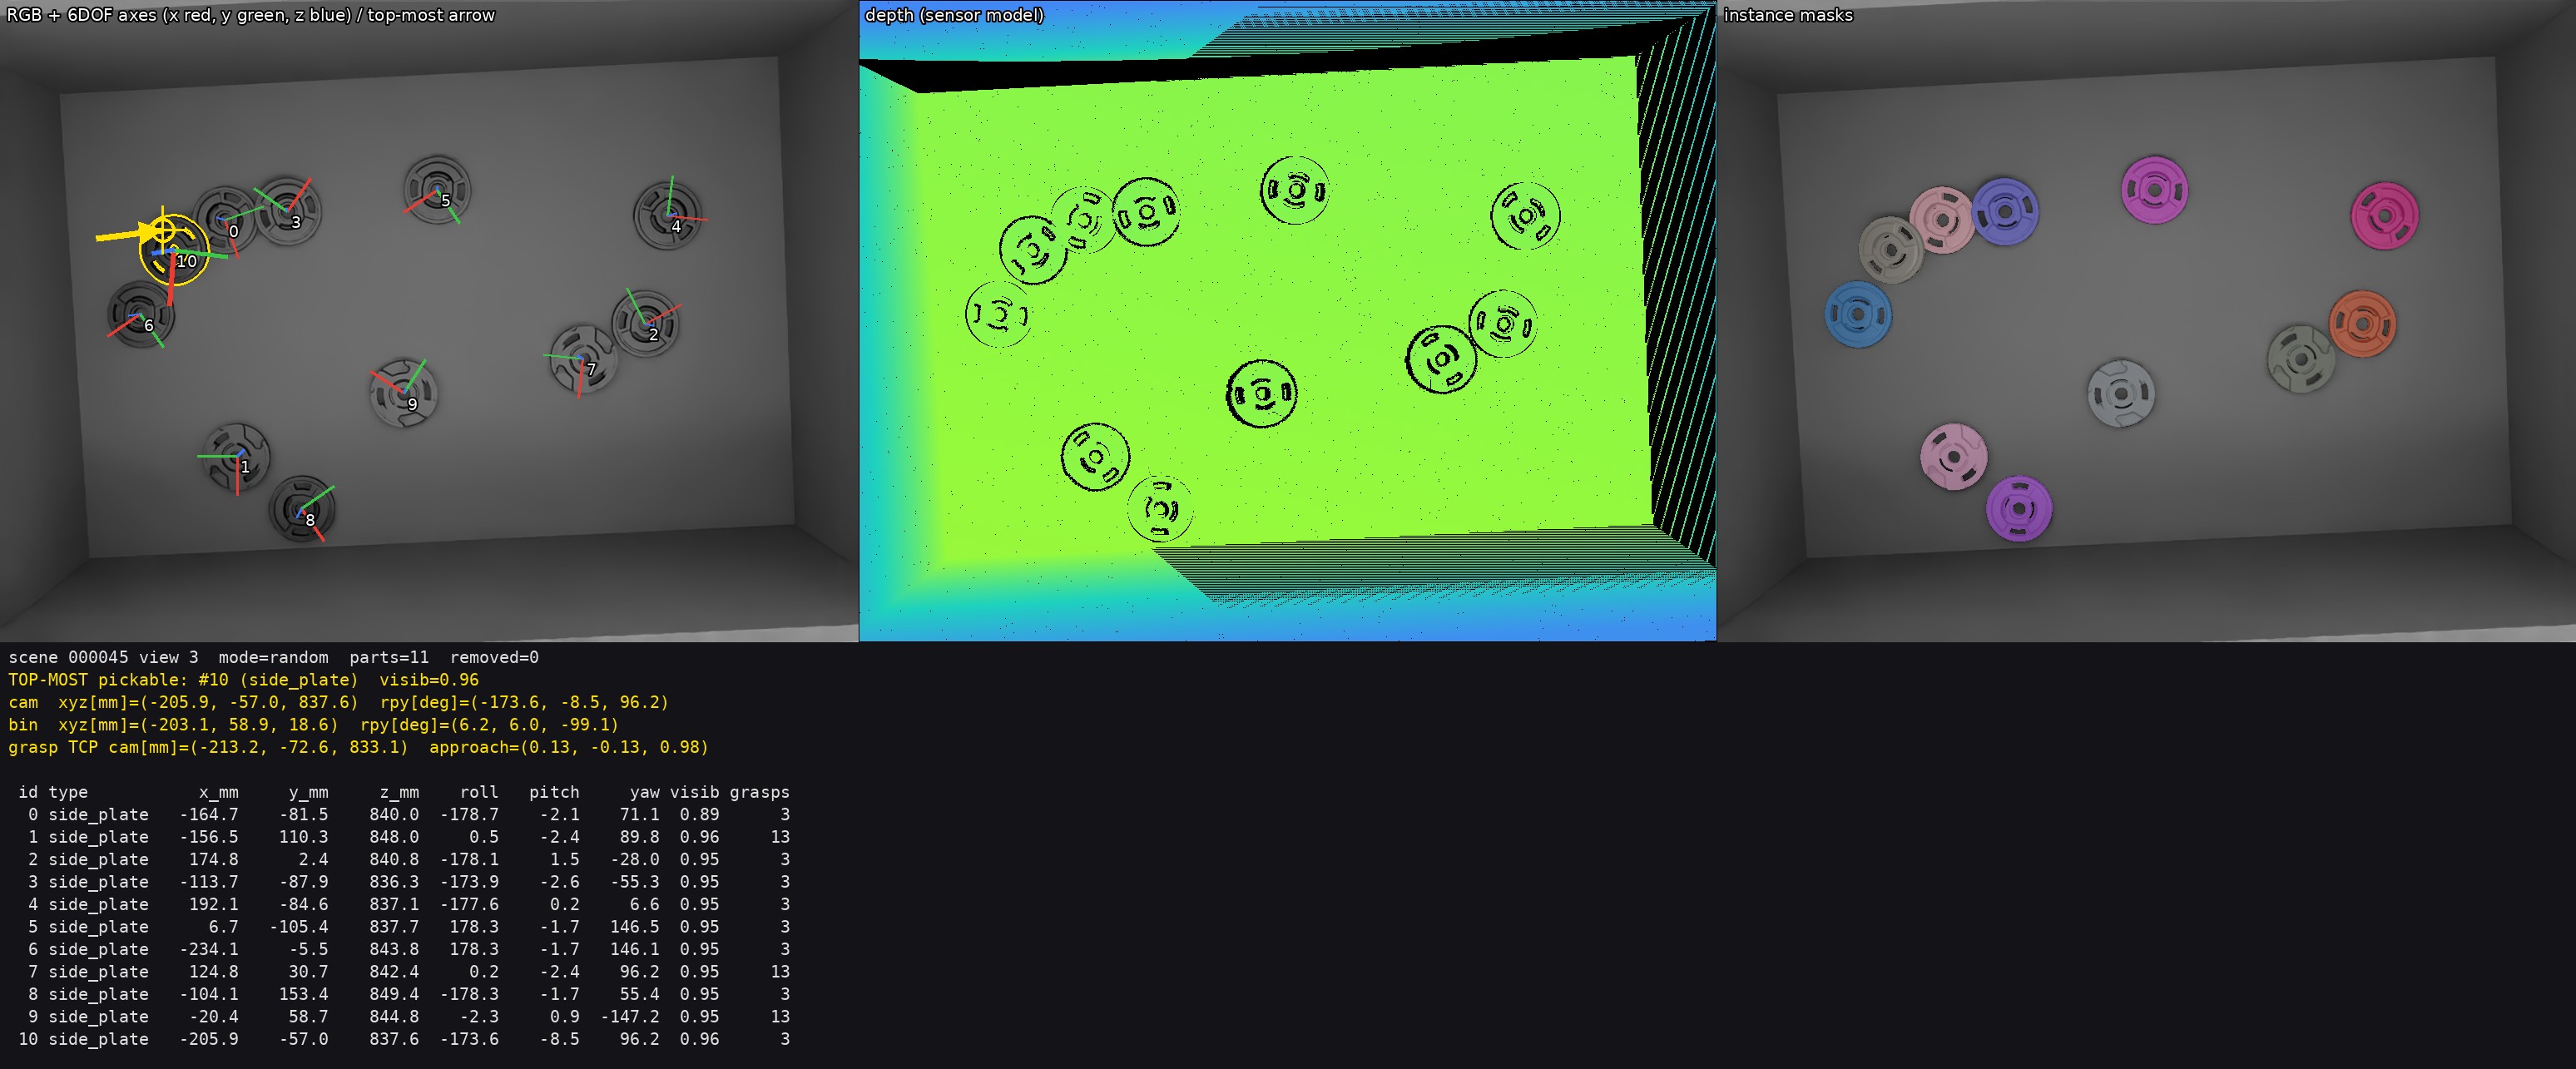 RGB + 6DOF axes (x red, y green, z blue) / top-most arrow
depth (sensor model)
instance masks
5
3
0
4
10
6
2
7
9
1
8
scene 000045 view 3  mode=random  parts=11  removed=0
TOP-MOST pickable: #10 (side_plate)  visib=0.96
cam  xyz[mm]=(-205.9, -57.0, 837.6)  rpy[deg]=(-173.6, -8.5, 96.2)
bin  xyz[mm]=(-203.1, 58.9, 18.6)  rpy[deg]=(6.2, 6.0, -99.1)
grasp TCP cam[mm]=(-213.2, -72.6, 833.1)  approach=(0.13, -0.13, 0.98)
id type x_mm y_mm z_mm roll pitch yaw visib grasps
0 side_plate -164.7 -81.5 840.0 -178.7 -2.1 71.1 0.89 3
1 side_plate -156.5 110.3 848.0 0.5 -2.4 89.8 0.96 13
2 side_plate 174.8 2.4 840.8 -178.1 1.5 -28.0 0.95 3
3 side_plate -113.7 -87.9 836.3 -173.9 -2.6 -55.3 0.95 3
4 side_plate 192.1 -84.6 837.1 -177.6 0.2 6.6 0.95 3
5 side_plate 6.7 -105.4 837.7 178.3 -1.7 146.5 0.95 3
6 side_plate -234.1 -5.5 843.8 178.3 -1.7 146.1 0.95 3
7 side_plate 124.8 30.7 842.4 0.2 -2.4 96.2 0.95 13
8 side_plate -104.1 153.4 849.4 -178.3 -1.7 55.4 0.95 3
9 side_plate -20.4 58.7 844.8 -2.3 0.9 -147.2 0.95 13
10 side_plate -205.9 -57.0 837.6 -173.6 -8.5 96.2 0.96 3